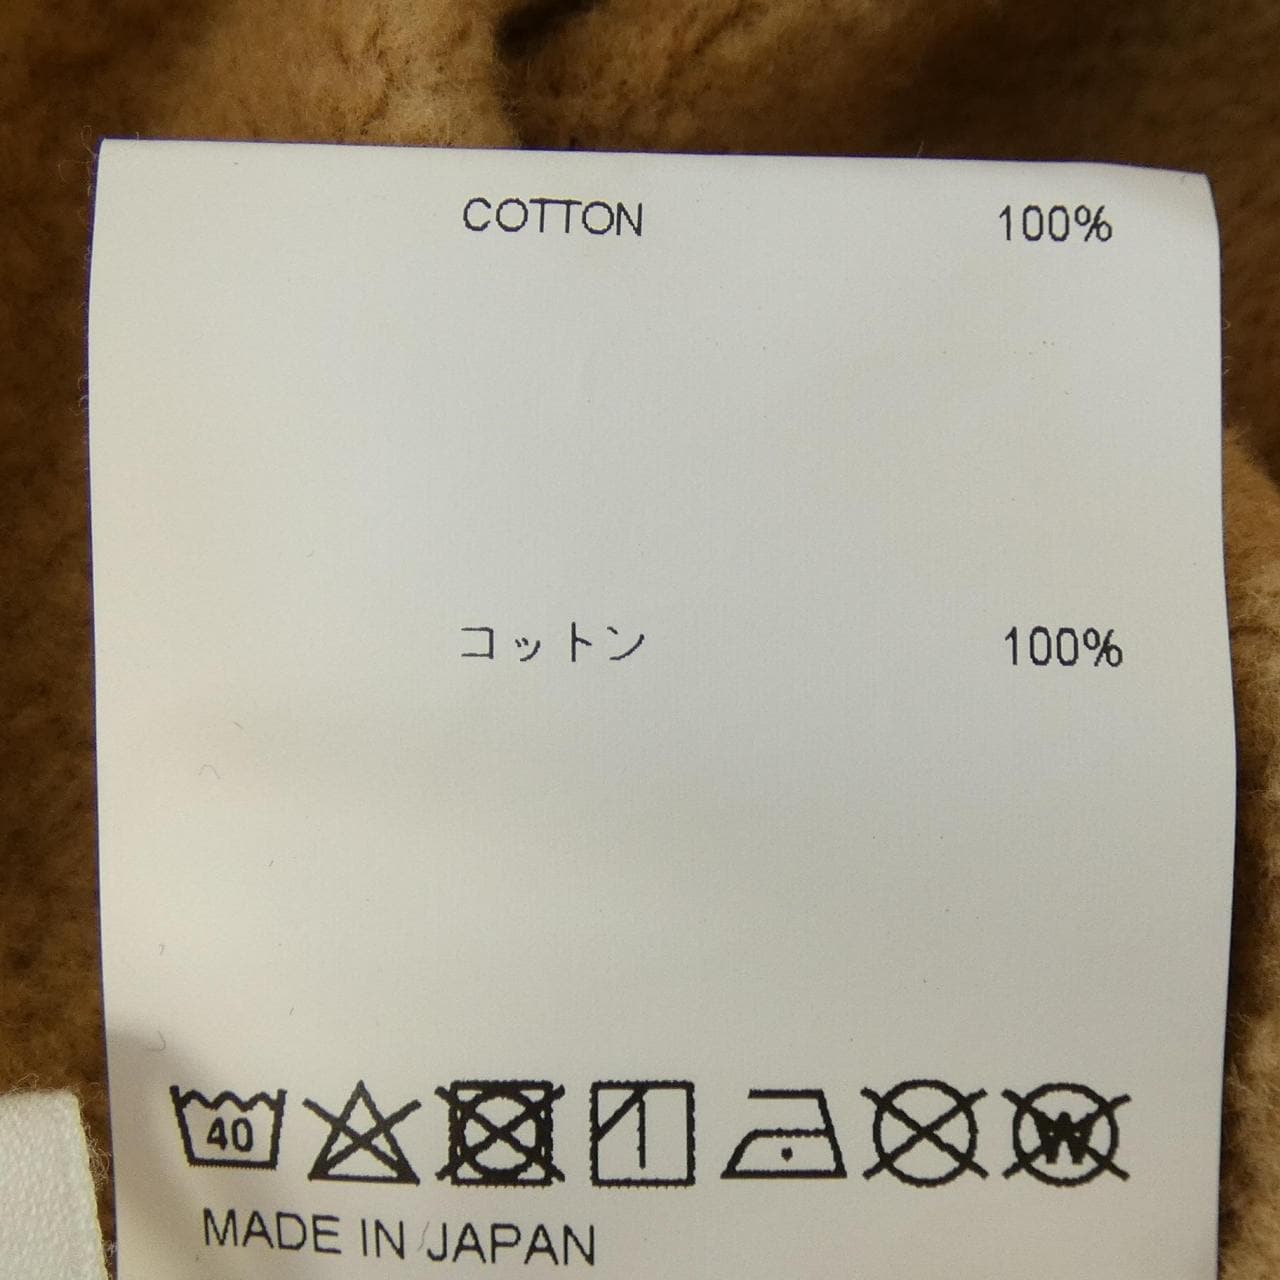 COTTON 100%
コットン 100%
40 W
MADE IN JAPAN